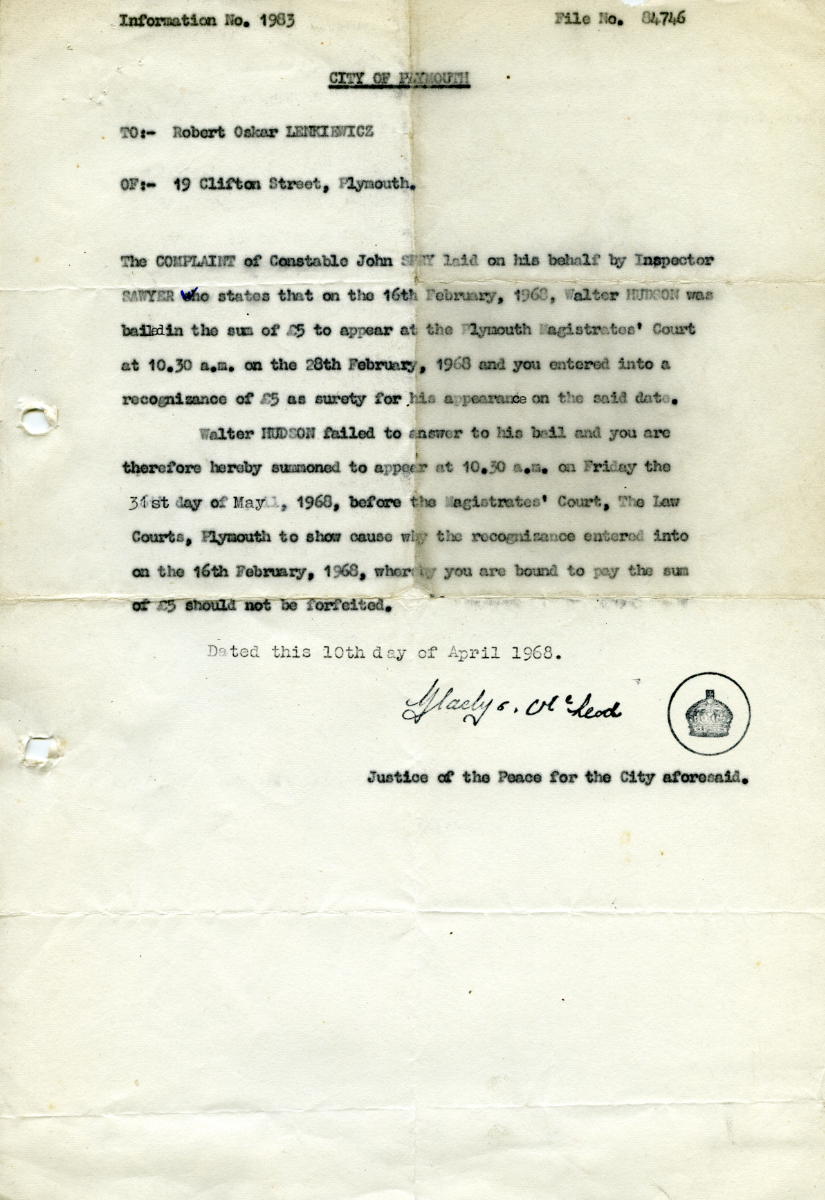 Information No. 1983
File No. 84746
CITY OF PLYMOUTH
TO:- Robert Oskar LENKIEWICZ
OF:- 19 Clifton Street, Plymouth.
The COMPLAINT of Constable John laid on his behalf by Inspector
SAWYER who states that on the 16th February, 1968, Walter HUDSON was
bailed in the sum of £5 to appear at the Plymouth Magistrates' Court
at 10.30 a.m. on the 28th February, 1968 and you entered into a
recognizance of £5 as surety for his appearance on the said date.
Walter HUDSON failed to answer to his bail and you are
therefore hereby summoned to appear at 10.30 a.m. on Friday the
31st day of May, 1968, before the Magistrates' Court, The Law
Courts, Plymouth to show cause why the recognizance entered into
on the 16th February, 1968, whereby you are bound to pay the sum
of £5 should not be forfeited.
Dated this 10th day of April 1968.
Gladys. McLeod
Justice of the Peace for the City aforesaid.